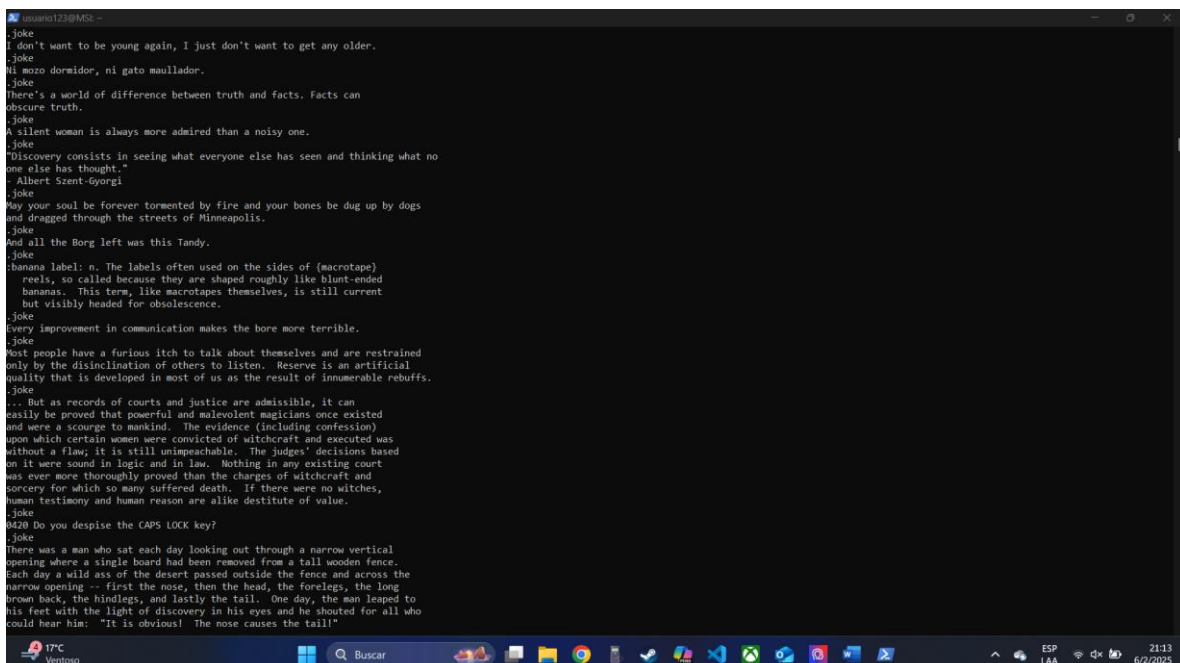 usuario123@MSI: ~
.joke
I don't want to be young again, I just don't want to get any older.
.joke
Ni mozo dormidor, ni gato maullador.
.joke
There's a world of difference between truth and facts. Facts can
obscure truth.
.joke
A silent woman is always more admired than a noisy one.
.joke
"Discovery consists in seeing what everyone else has seen and thinking what no
one else has thought."
- Albert Szent-Gyorgi
.joke
May your soul be forever tormented by fire and your bones be dug up by dogs
and dragged through the streets of Minneapolis.
.joke
And all the Borg left was this Tandy.
.joke
:banana label: n. The labels often used on the sides of {macrotape}
reels, so called because they are shaped roughly like blunt-ended
bananas.  This term, like macrotapes themselves, is still current
but visibly headed for obsolescence.
.joke
Every improvement in communication makes the bore more terrible.
.joke
Most people have a furious itch to talk about themselves and are restrained
only by the disinclination of others to listen.  Reserve is an artificial
quality that is developed in most of us as the result of innumerable rebuffs.
.joke
... But as records of courts and justice are admissible, it can
easily be proved that powerful and malevolent magicians once existed
and were a scourge to mankind.  The evidence (including confession)
upon which certain women were convicted of witchcraft and executed was
without a flaw; it is still unimpeachable.  The judges' decisions based
on it were sound in logic and in law.  Nothing in any existing court
was ever more thoroughly proved than the charges of witchcraft and
sorcery for which so many suffered death.  If there were no witches,
human testimony and human reason are alike destitute of value.
.joke
0420 Do you despise the CAPS LOCK key?
.joke
There was a man who sat each day looking out through a narrow vertical
opening where a single board had been removed from a tall wooden fence.
Each day a wild ass of the desert passed outside the fence and across the
narrow opening -- first the nose, then the head, the forelegs, the long
brown back, the hindlegs, and lastly the tail.  One day, the man leaped to
his feet with the light of discovery in his eyes and he shouted for all who
could hear him:  "It is obvious!  The nose causes the tail!"
4
17°C
Ventoso
Buscar
ESP
LAA
21:13
6/2/2025